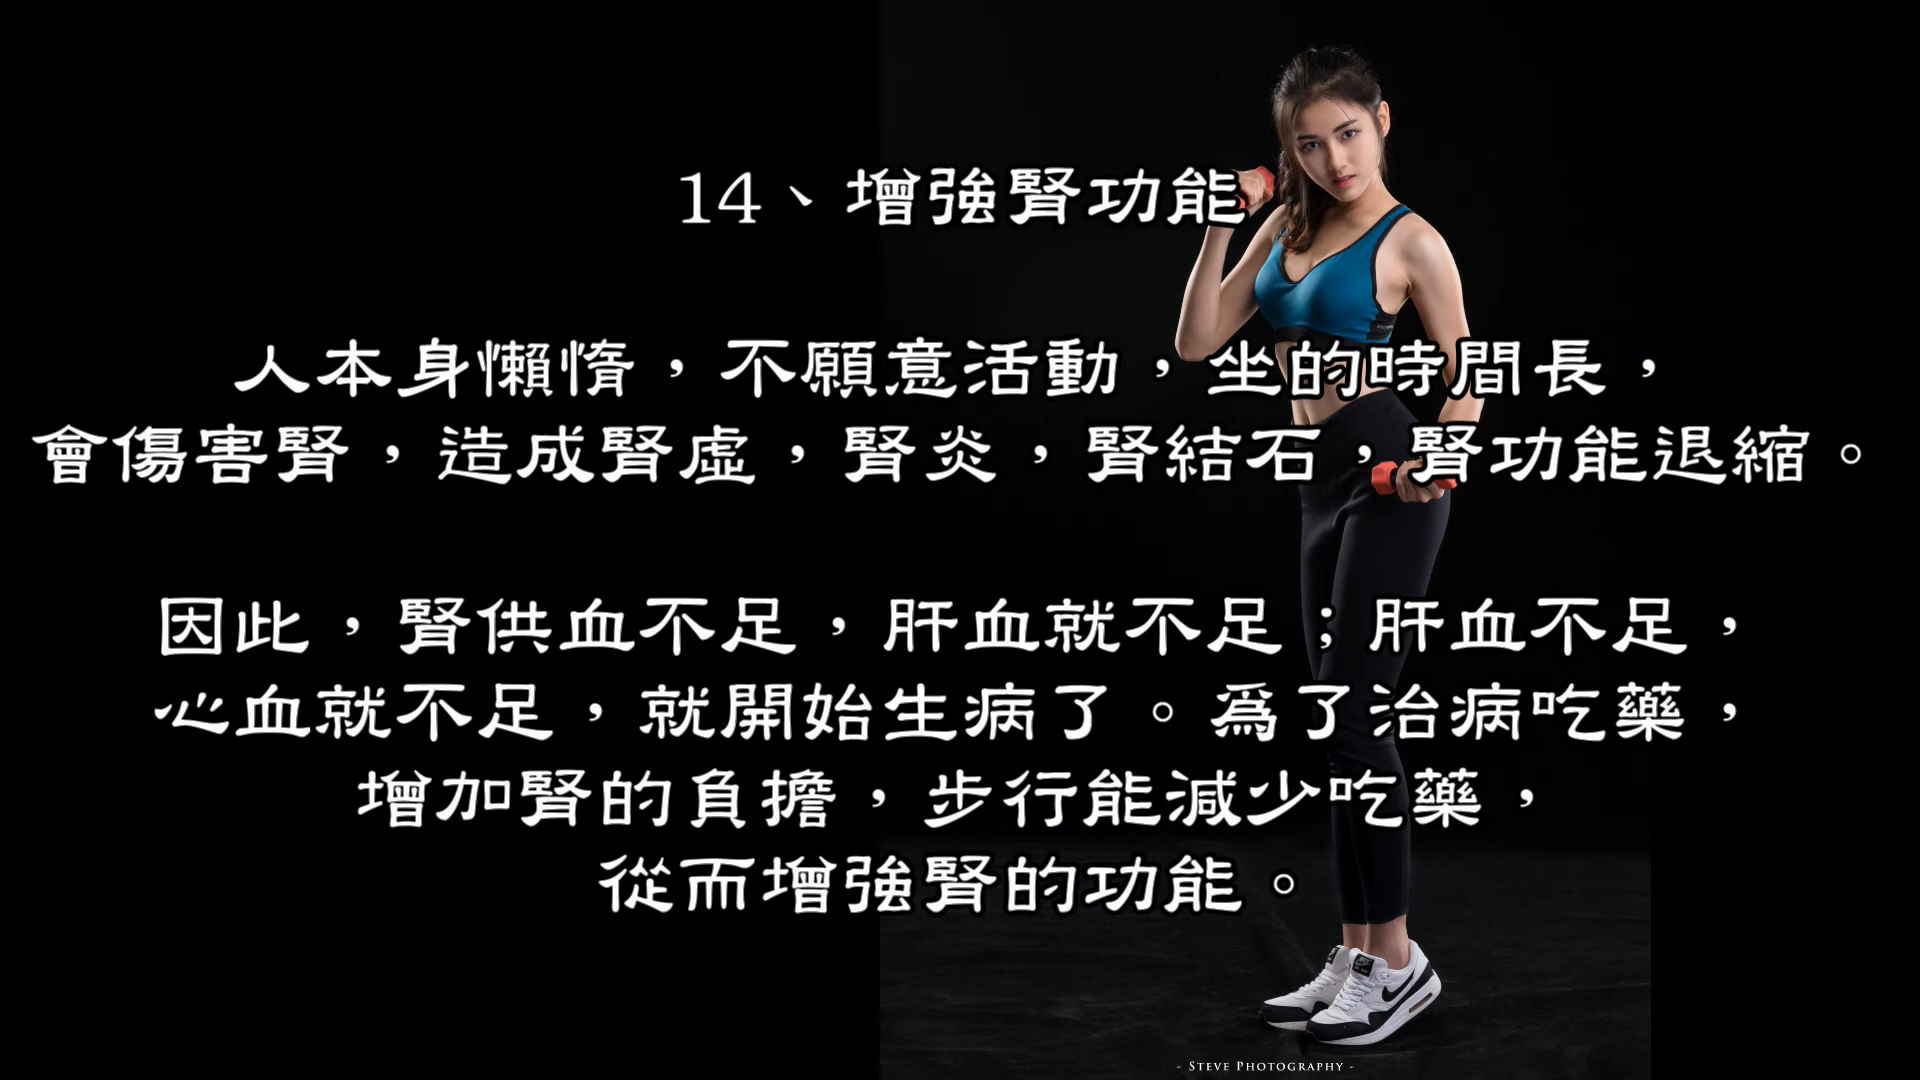 14、增強腎功能
人本身懶惰，不願意活動，坐的時間長，
會傷害腎，造成腎虛，腎炎，腎結石，腎功能退縮。
因此，腎供血不足，肝血就不足；肝血不足，
心血就不足，就開始生病了。為了治病吃藥，
增加腎的負擔，步行能減少吃藥，
從而增強腎的功能。
- STEVE PHOTOGRAPHY -